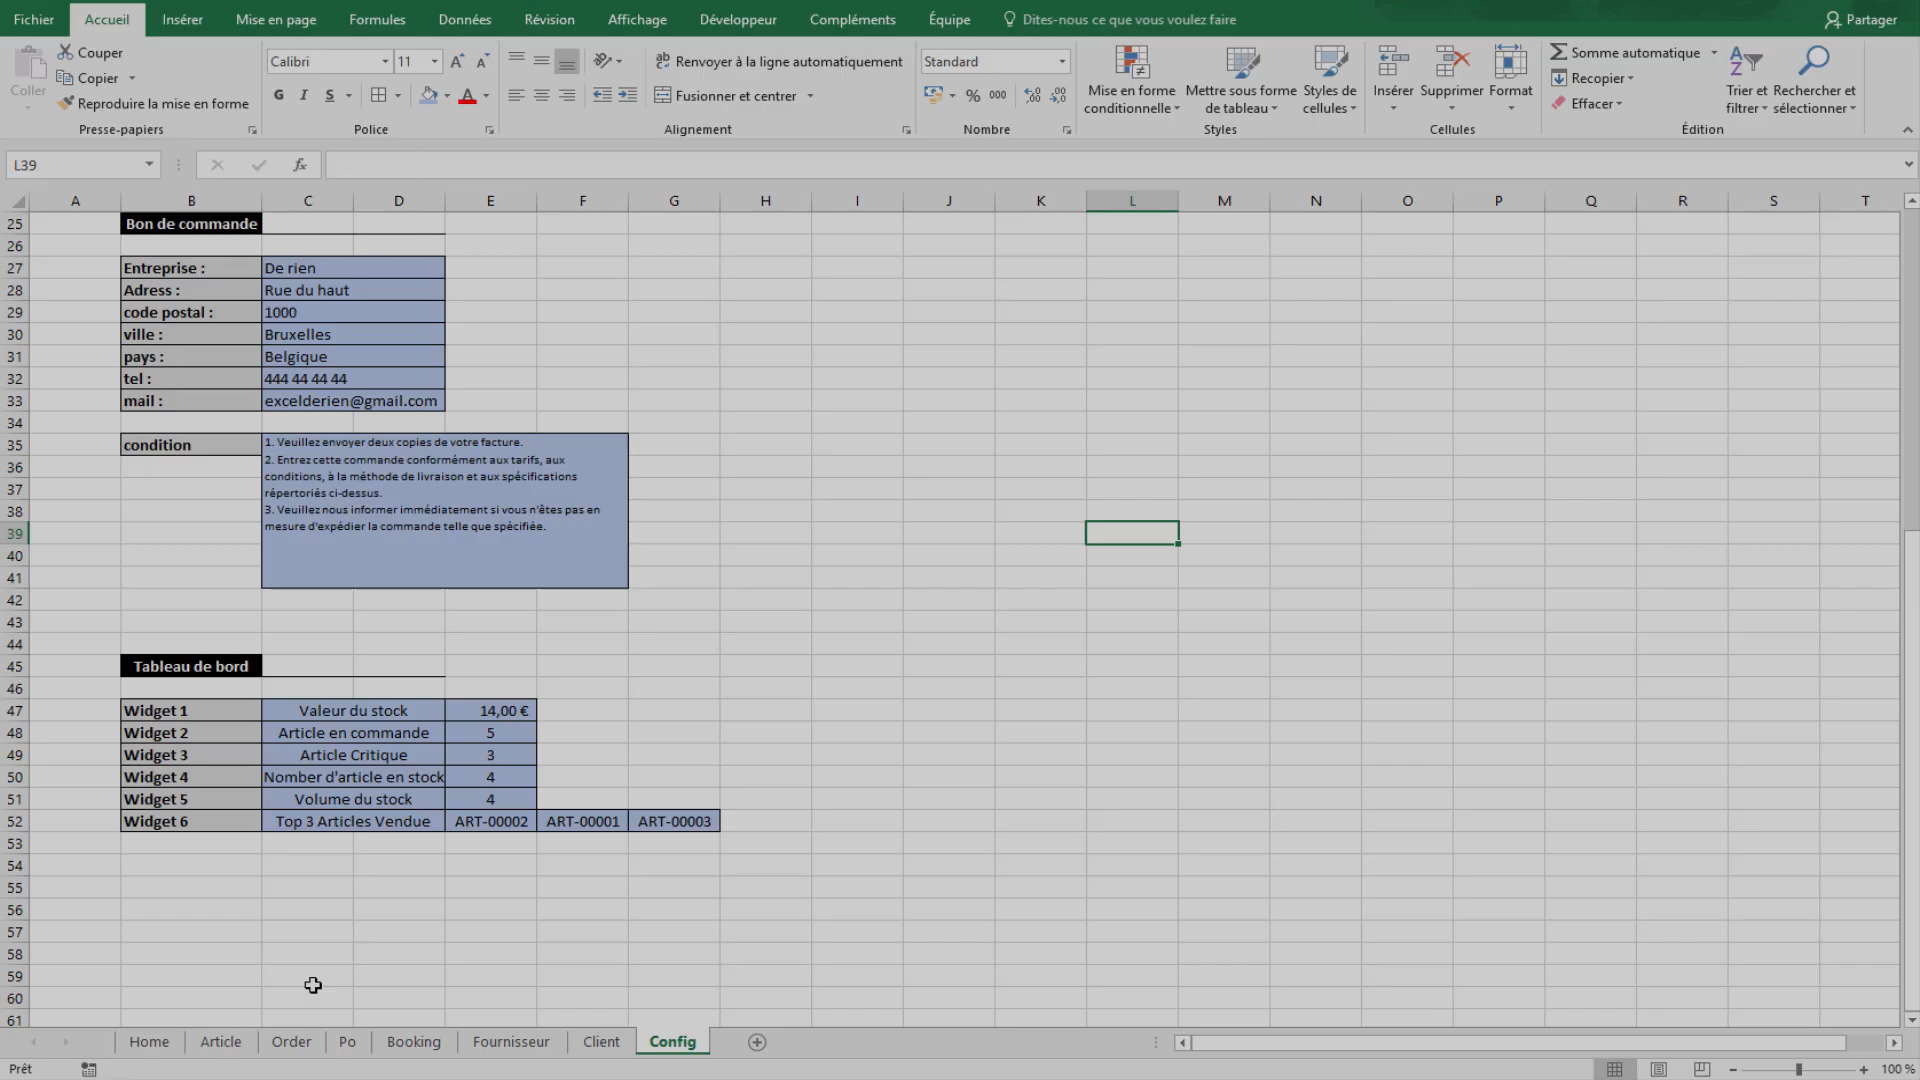 Fichier Accueil Insérer Mise en page Formules Données Révision Affichage Développeur Compléments Équipe Dites-nous ce que vous voulez faire Partager
Coller
Couper
Copier
Reproduire la mise en forme
Presse-papiers
Calibri 11
G I S
Police
Renvoyer à la ligne automatiquement
Fusionner et centrer
Alignement
Standard
% 000
Nombre
Mise en forme conditionnelle
Mettre sous forme de tableau
Styles de cellules
Styles
Insérer Supprimer Format
Cellules
Somme automatique
Recopier
Effacer
Trier et filtrer
Rechercher et sélectionner
Édition
L39 fx
A B C D E F G H I J K L M N O P Q R S T
25 Bon de commande
26
27 Entreprise : De rien
28 Adress : Rue du haut
29 code postal : 1000
30 ville : Bruxelles
31 pays : Belgique
32 tel : 444 44 44 44
33 mail : excelderien@gmail.com
34
35 condition 1. Veuillez envoyer deux copies de votre facture.
36 2. Entrez cette commande conformément aux tarifs, aux
conditions, à la méthode de livraison et aux spécifications
37 répertoriés ci-dessus.
38 3. Veuillez nous informer immédiatement si vous n'êtes pas en
39 mesure d'expédier la commande telle que spécifiée.
40
41
42
43
44
45 Tableau de bord
46
47 Widget 1 Valeur du stock 14,00 €
48 Widget 2 Article en commande 5
49 Widget 3 Article Critique 3
50 Widget 4 Nomber d'article en stock 4
51 Widget 5 Volume du stock 4
52 Widget 6 Top 3 Articles Vendue ART-00002 ART-00001 ART-00003
53
54
55
56
57
58
59
60
61
Home Article Order Po Booking Fournisseur Client Config
Prêt 100 %